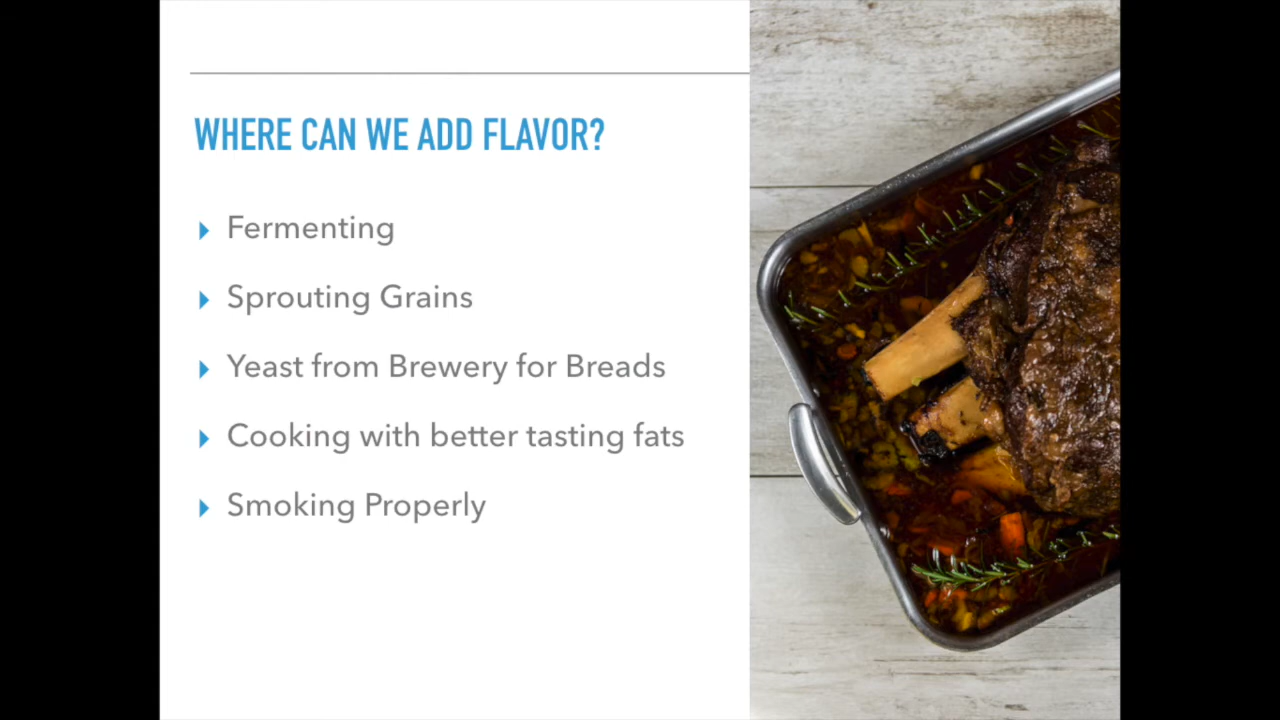 WHERE CAN WE ADD FLAVOR?
Fermenting
Sprouting Grains
Yeast from Brewery for Breads
Cooking with better tasting fats
Smoking Properly